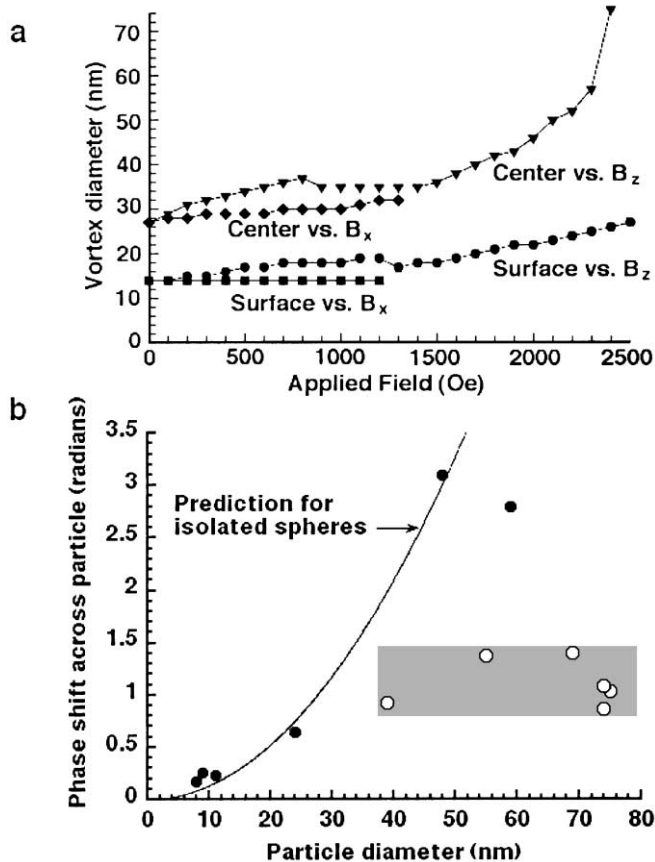 a
70
60
50
40
30
20
10
0
Vortex diameter (nm)
Center vs. Bz
Center vs. Bx
Surface vs. Bz
Surface vs. Bx
0 500 1000 1500 2000 2500
Applied Field (Oe)
b
3.5
3
2.5
2
1.5
1
0.5
0
Phase shift across particle (radians)
Prediction for
isolated spheres
0 10 20 30 40 50 60 70 80
Particle diameter (nm)